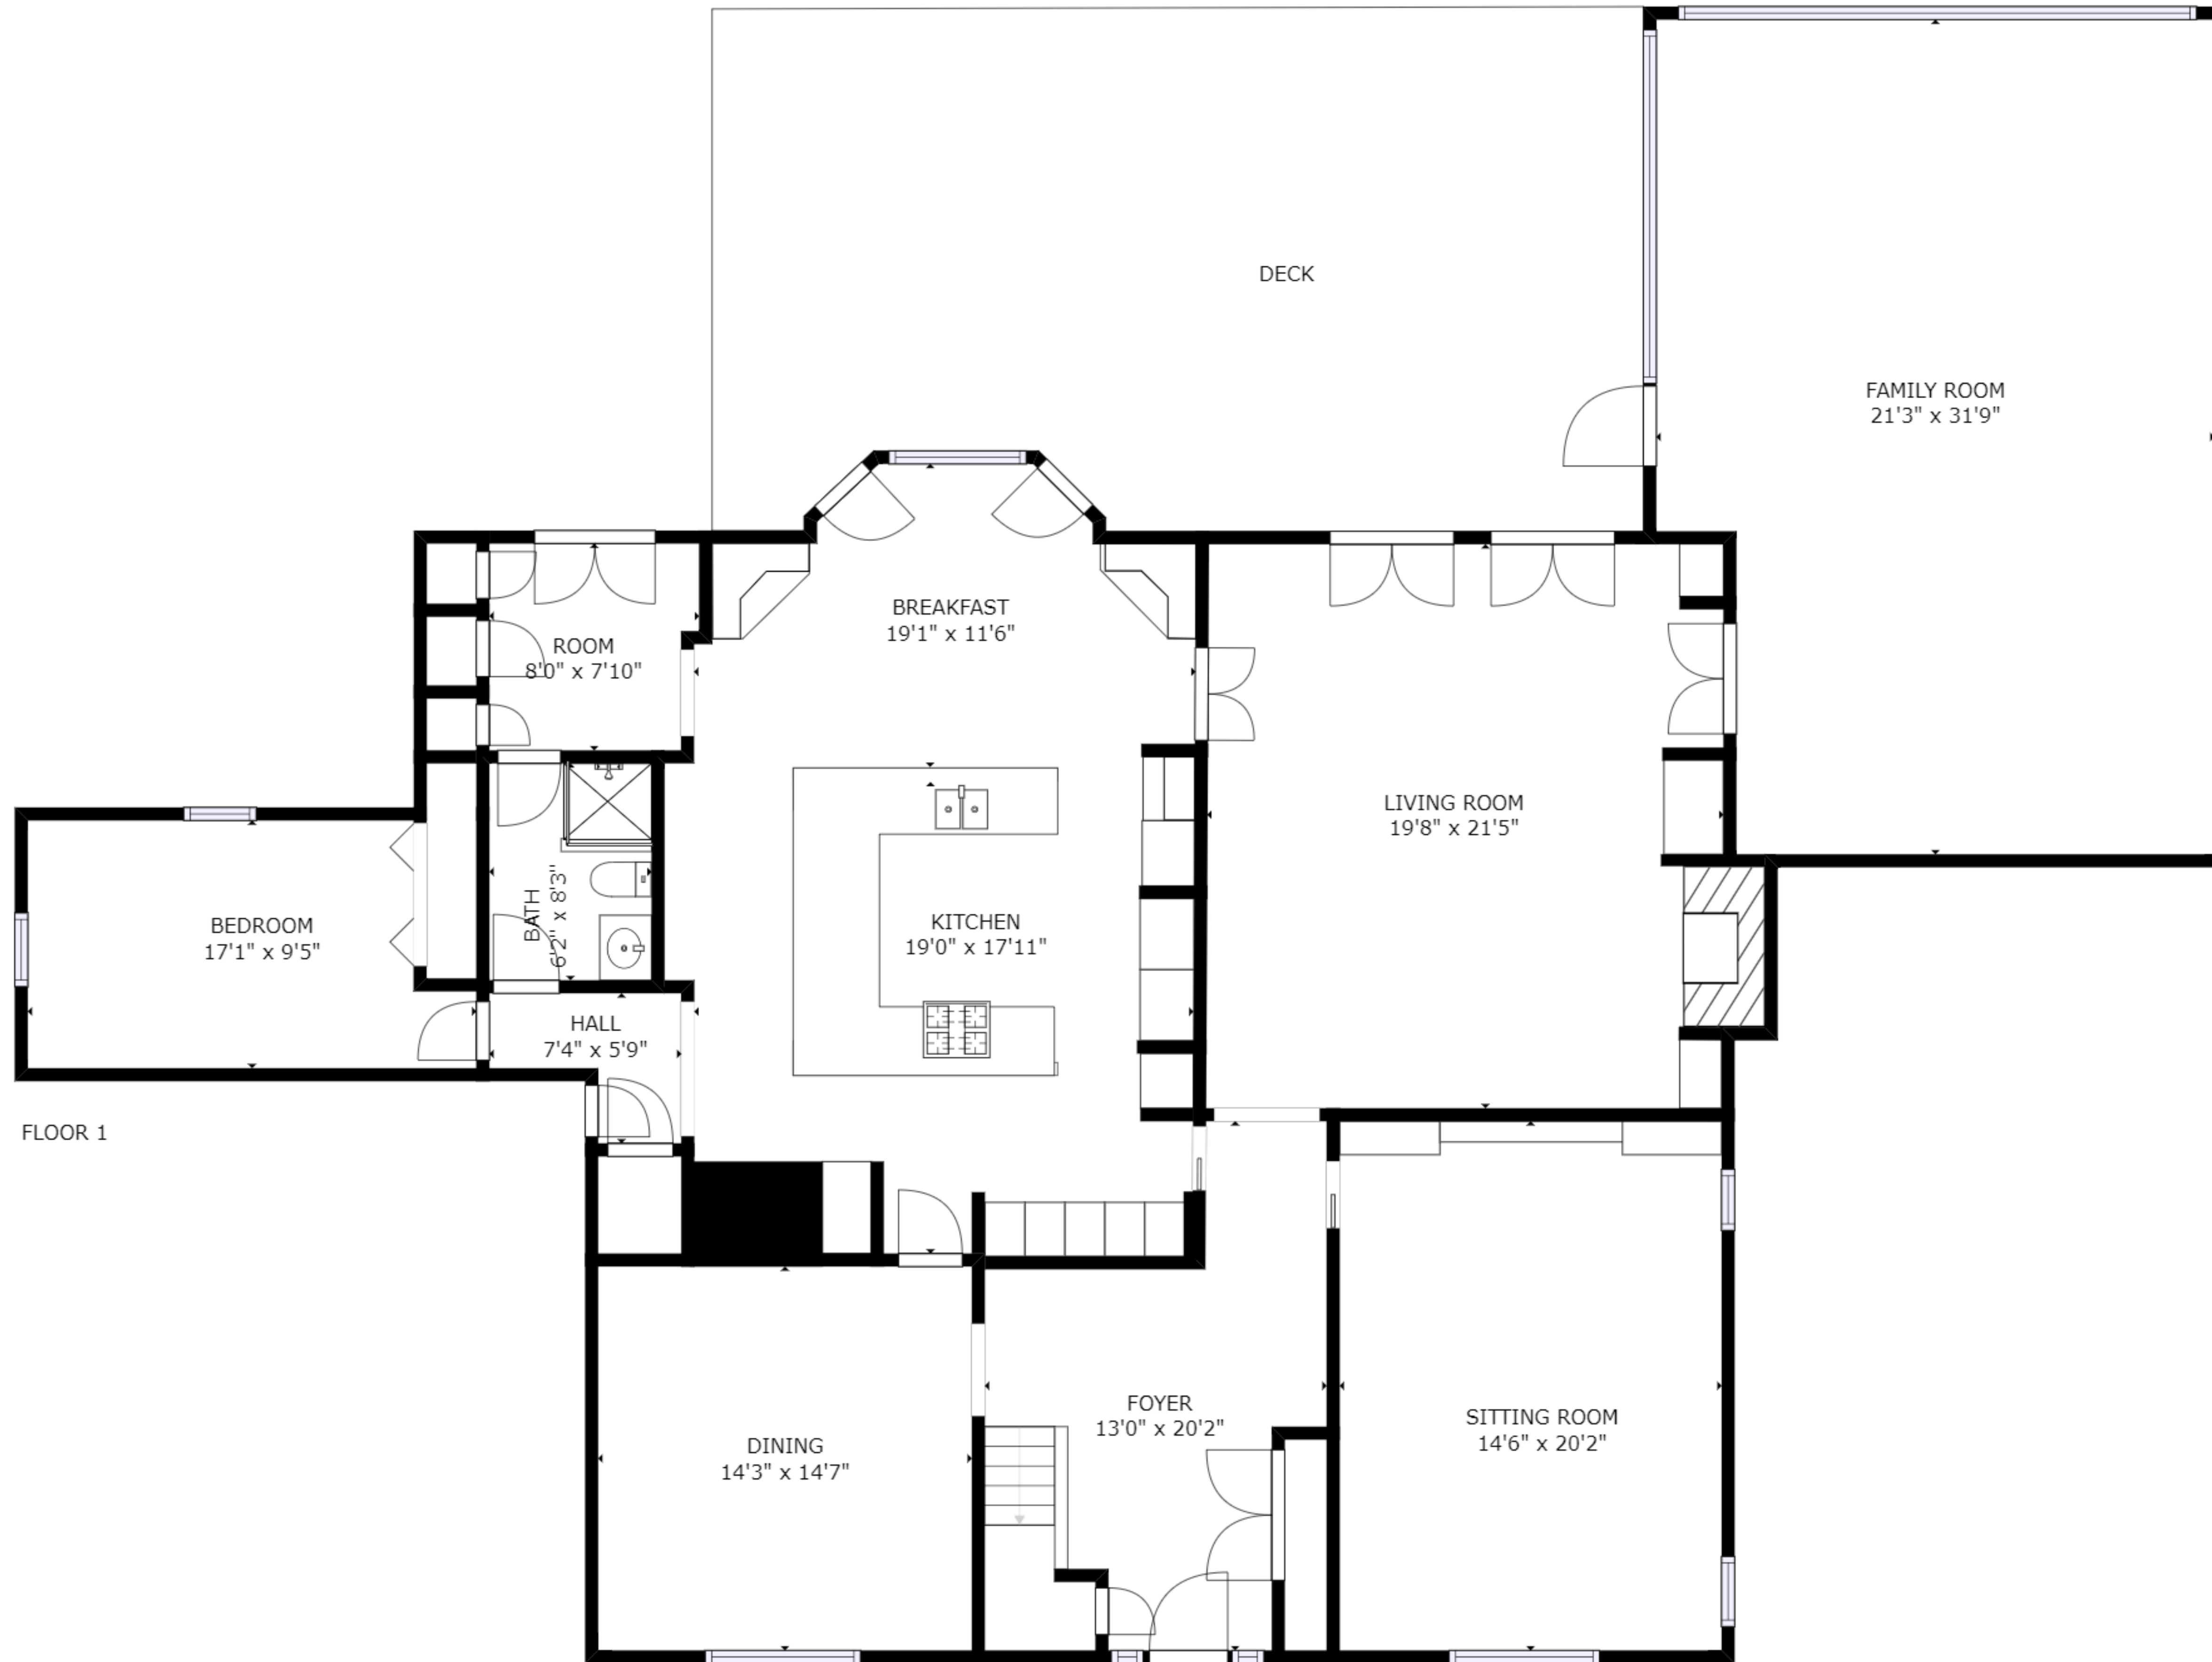 DECK
FAMILY ROOM
21'3" x 31'9"
BREAKFAST
19'1" x 11'6"
ROOM
8'0" x 7'10"
LIVING ROOM
19'8" x 21'5"
BEDROOM
17'1" x 9'5"
BATH
6'2" x 8'3"
KITCHEN
19'0" x 17'11"
HALL
7'4" x 5'9"
FLOOR 1
FOYER
13'0" x 20'2"
SITTING ROOM
14'6" x 20'2"
DINING
14'3" x 14'7"